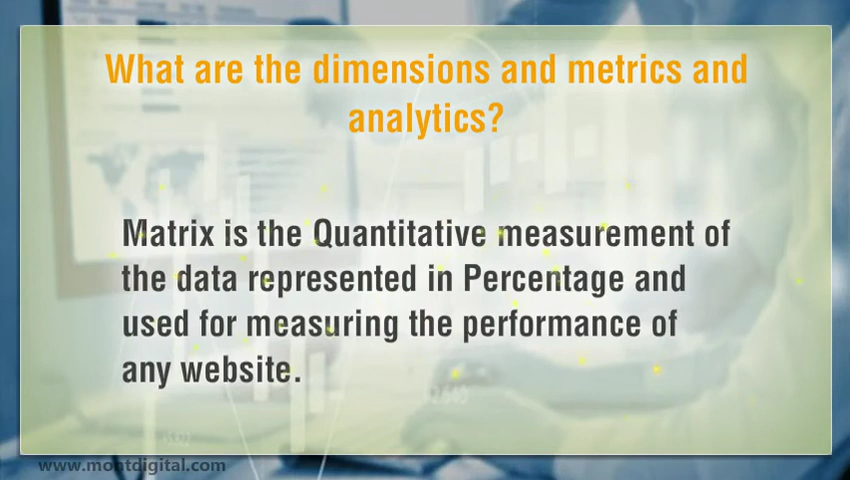 What are the dimensions and metrics and
analytics?
Matrix is the Quantitative measurement of
the data represented in Percentage and
used for measuring the performance of
any website.
www.montdigital.com